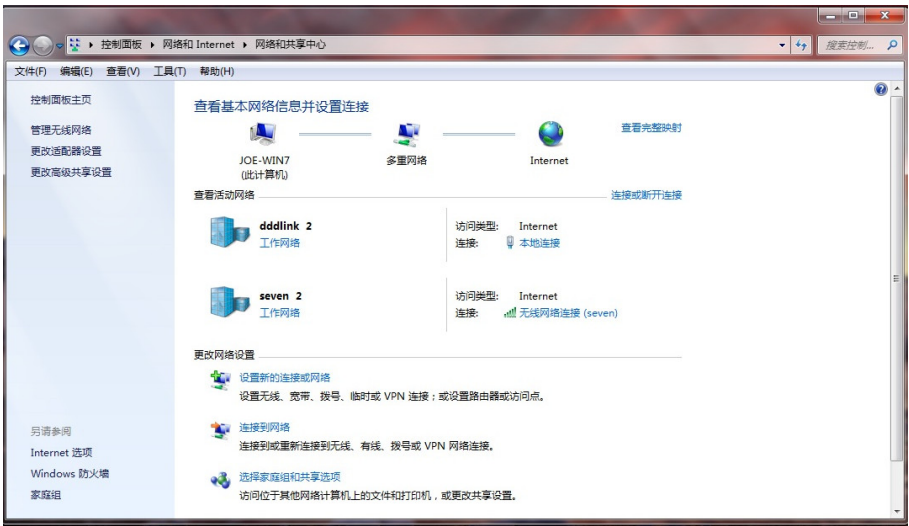 控制面板 ▸ 网络和 Internet ▸ 网络和共享中心
搜索控制...
文件(F) 编辑(E) 查看(V) 工具(T) 帮助(H)
控制面板主页
管理无线网络
更改适配器设置
更改高级共享设置
查看基本网络信息并设置连接
查看完整映射
JOE-WIN7
(此计算机)
多重网络
Internet
查看活动网络
连接或断开连接
dddlink 2
工作网络
访问类型: Internet
连接: 本地连接
seven 2
工作网络
访问类型: Internet
连接: 无线网络连接 (seven)
更改网络设置
设置新的连接或网络
设置无线、宽带、拨号、临时或 VPN 连接；或设置路由器或访问点。
连接到网络
连接到或重新连接到无线、有线、拨号或 VPN 网络连接。
选择家庭组和共享选项
访问位于其他网络计算机上的文件和打印机，或更改共享设置。
另请参阅
Internet 选项
Windows 防火墙
家庭组